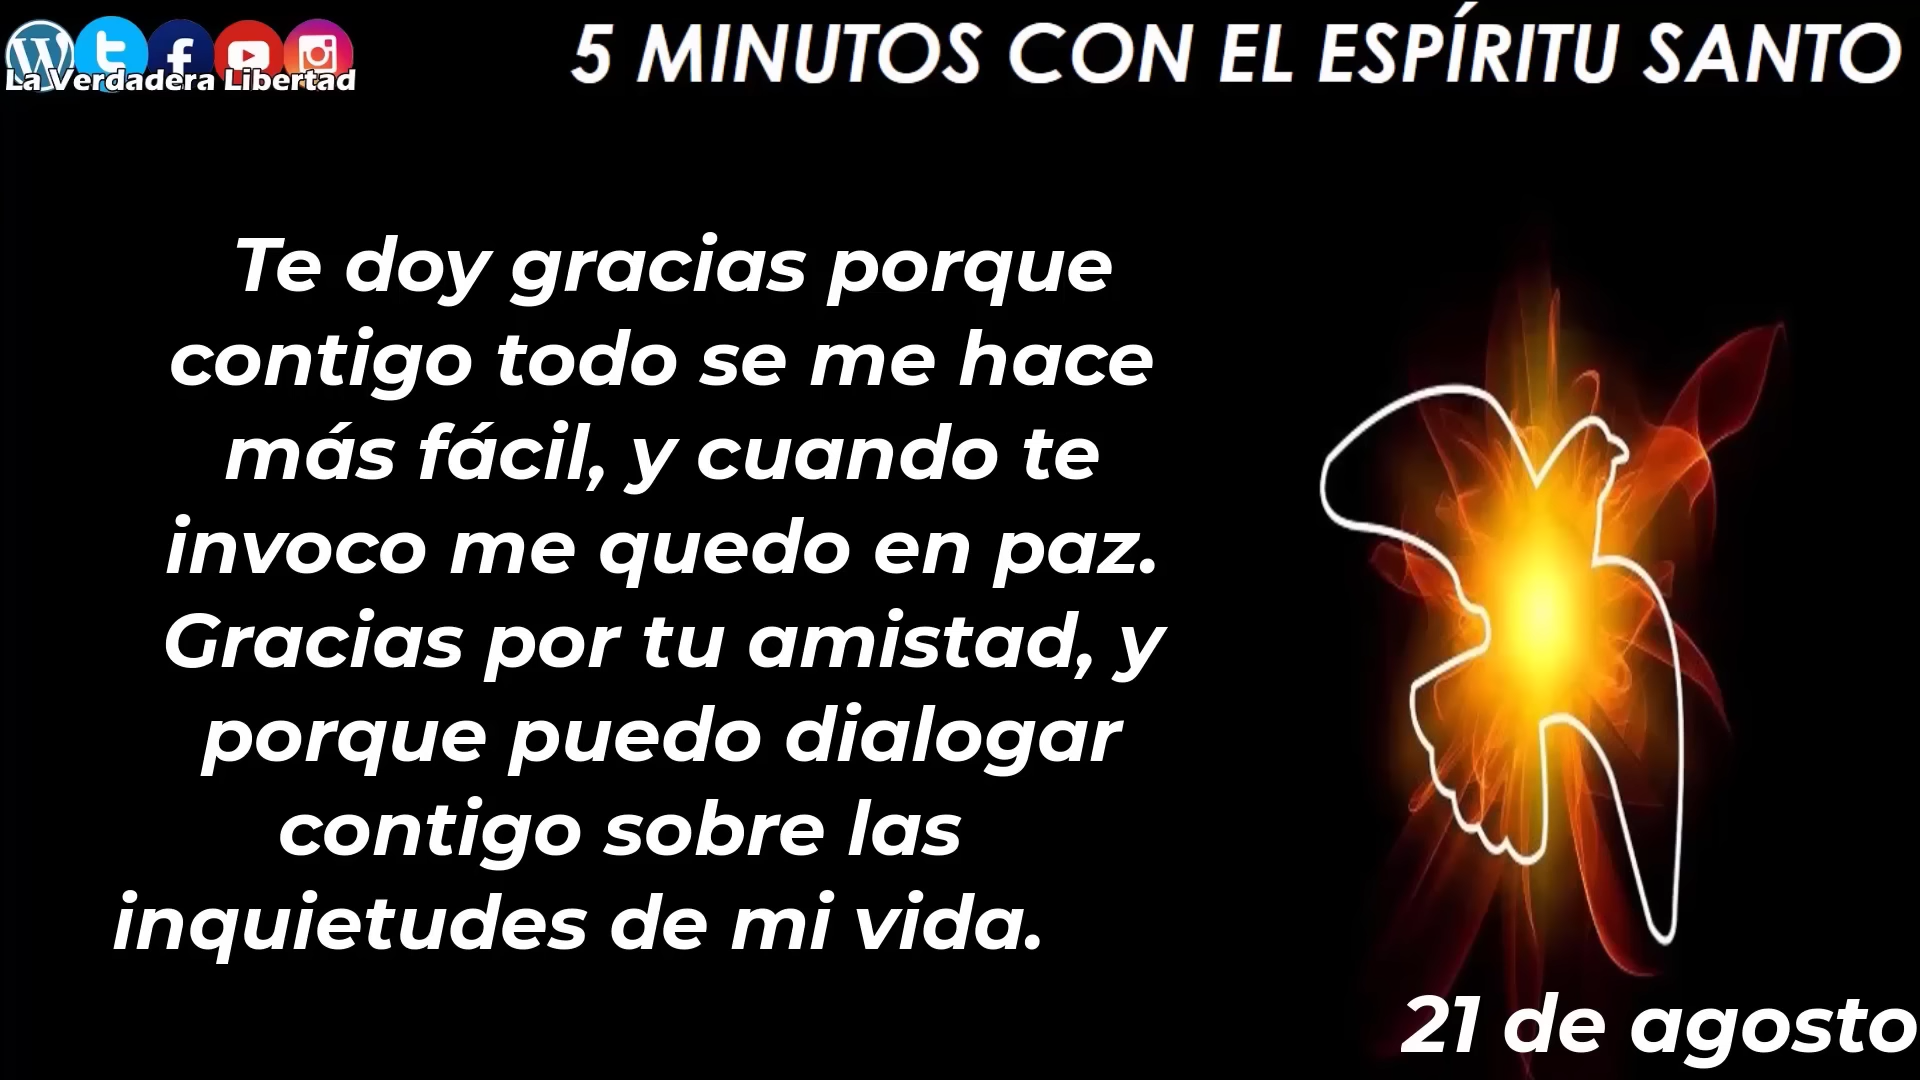 5 MINUTOS CON EL ESPÍRITU SANTO
La Verdadera Libertad
Te doy gracias porque
contigo todo se me hace
más fácil, y cuando te
invoco me quedo en paz.
Gracias por tu amistad, y
porque puedo dialogar
contigo sobre las
inquietudes de mi vida.
21 de agosto